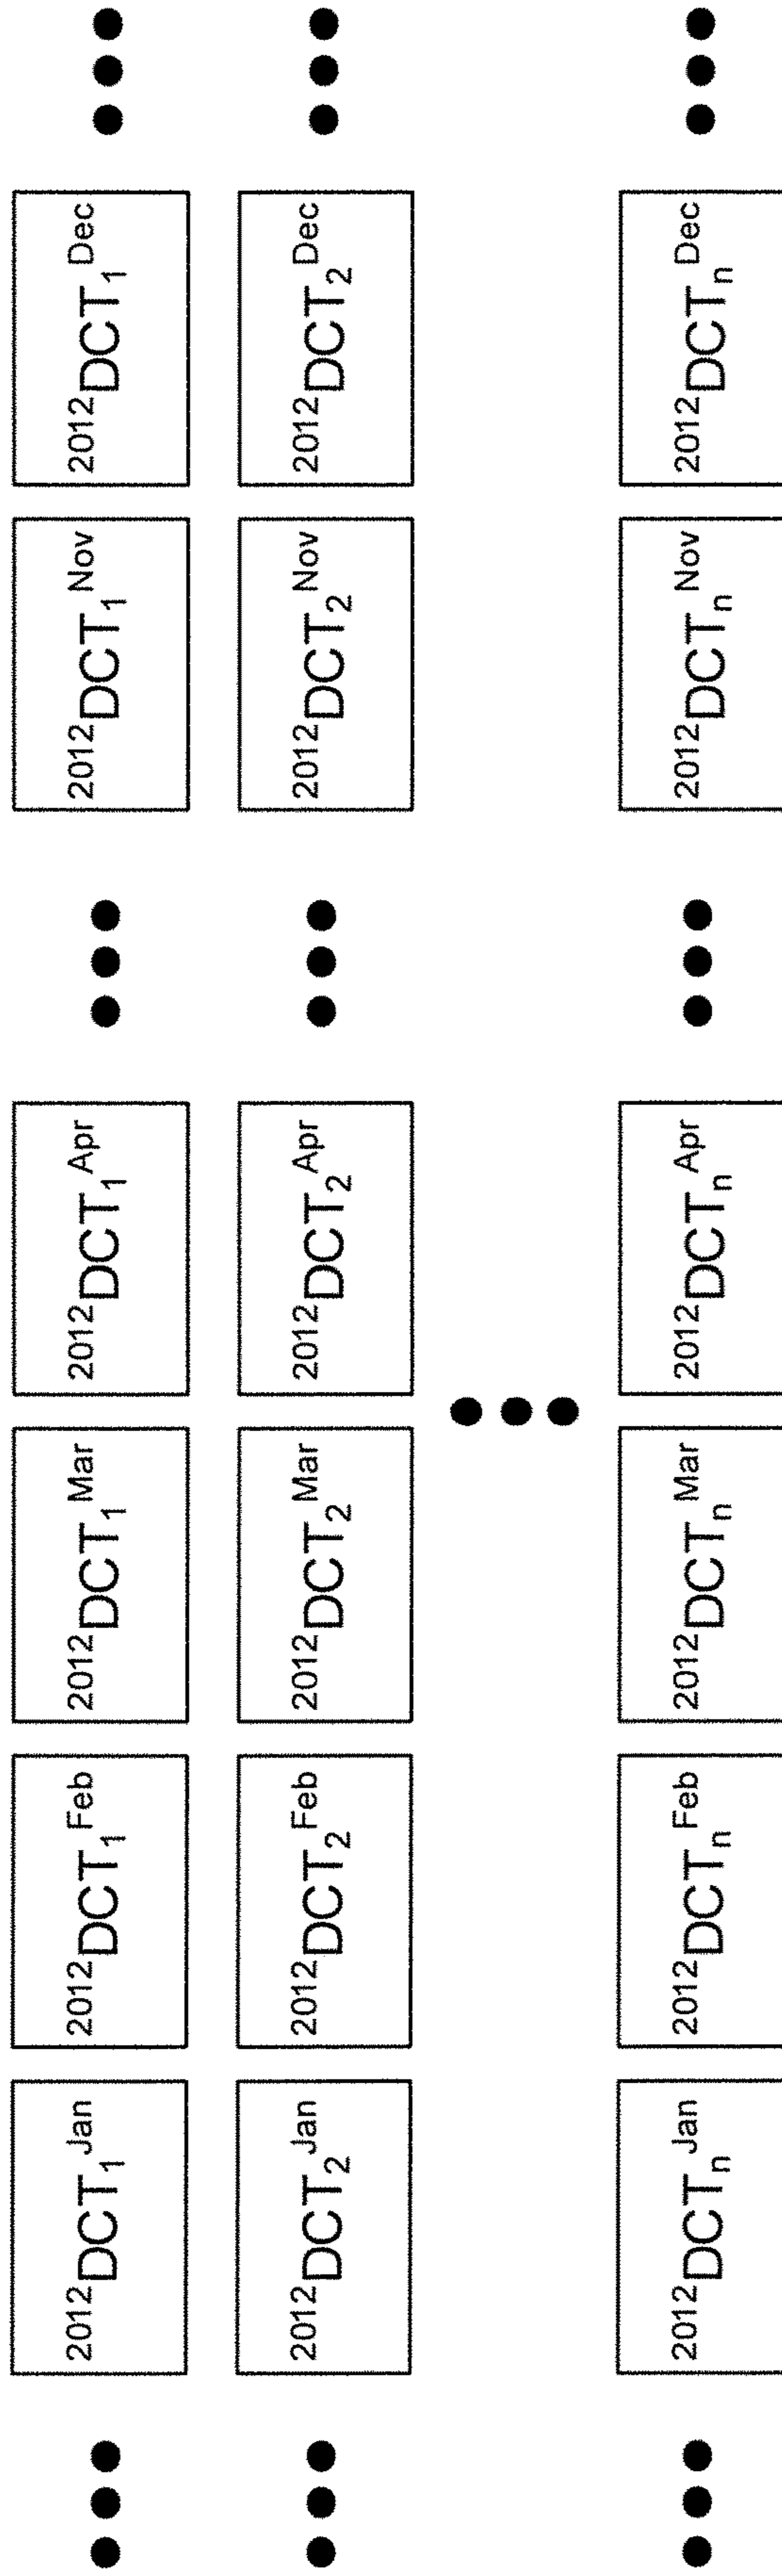 ••• ²⁰¹²DCT₁ᴶᵃⁿ ²⁰¹²DCT₁ᶠᵉᵇ ²⁰¹²DCT₁ᴹᵃʳ ²⁰¹²DCT₁ᴬᵖʳ ••• ²⁰¹²DCT₁ᴺᵒᵛ ²⁰¹²DCT₁ᴰᵉᶜ •••
••• ²⁰¹²DCT₂ᴶᵃⁿ ²⁰¹²DCT₂ᶠᵉᵇ ²⁰¹²DCT₂ᴹᵃʳ ²⁰¹²DCT₂ᴬᵖʳ ••• ²⁰¹²DCT₂ᴺᵒᵛ ²⁰¹²DCT₂ᴰᵉᶜ •••
•••
••• ²⁰¹²DCTₙᴶᵃⁿ ²⁰¹²DCTₙᶠᵉᵇ ²⁰¹²DCTₙᴹᵃʳ ²⁰¹²DCTₙᴬᵖʳ ••• ²⁰¹²DCTₙᴺᵒᵛ ²⁰¹²DCTₙᴰᵉᶜ •••